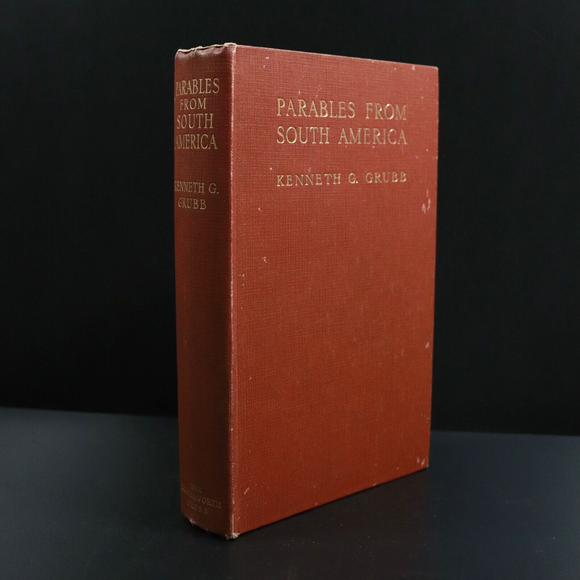 PARABLES
FROM
SOUTH
AMERICA
KENNETH G.
GRUBB
PARABLES FROM
SOUTH AMERICA
KENNETH G. GRUBB